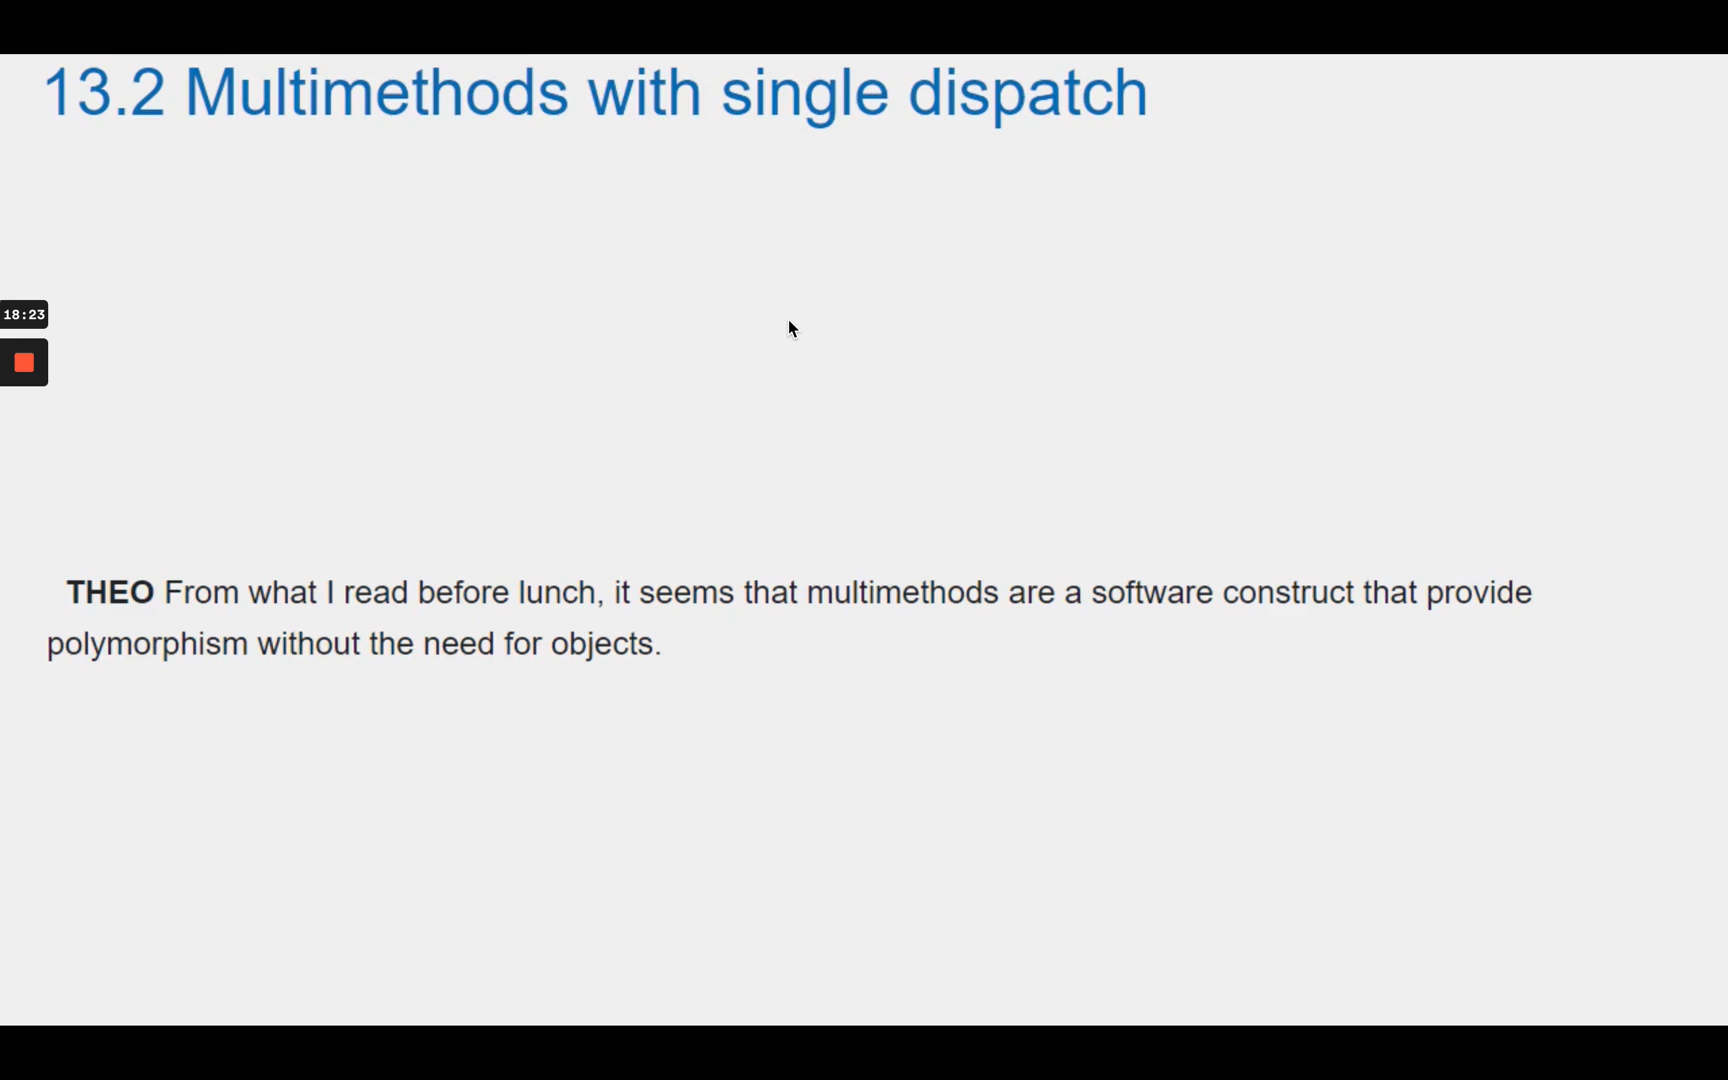 13.2 Multimethods with single dispatch
18:23
THEO From what I read before lunch, it seems that multimethods are a software construct that provide
polymorphism without the need for objects.